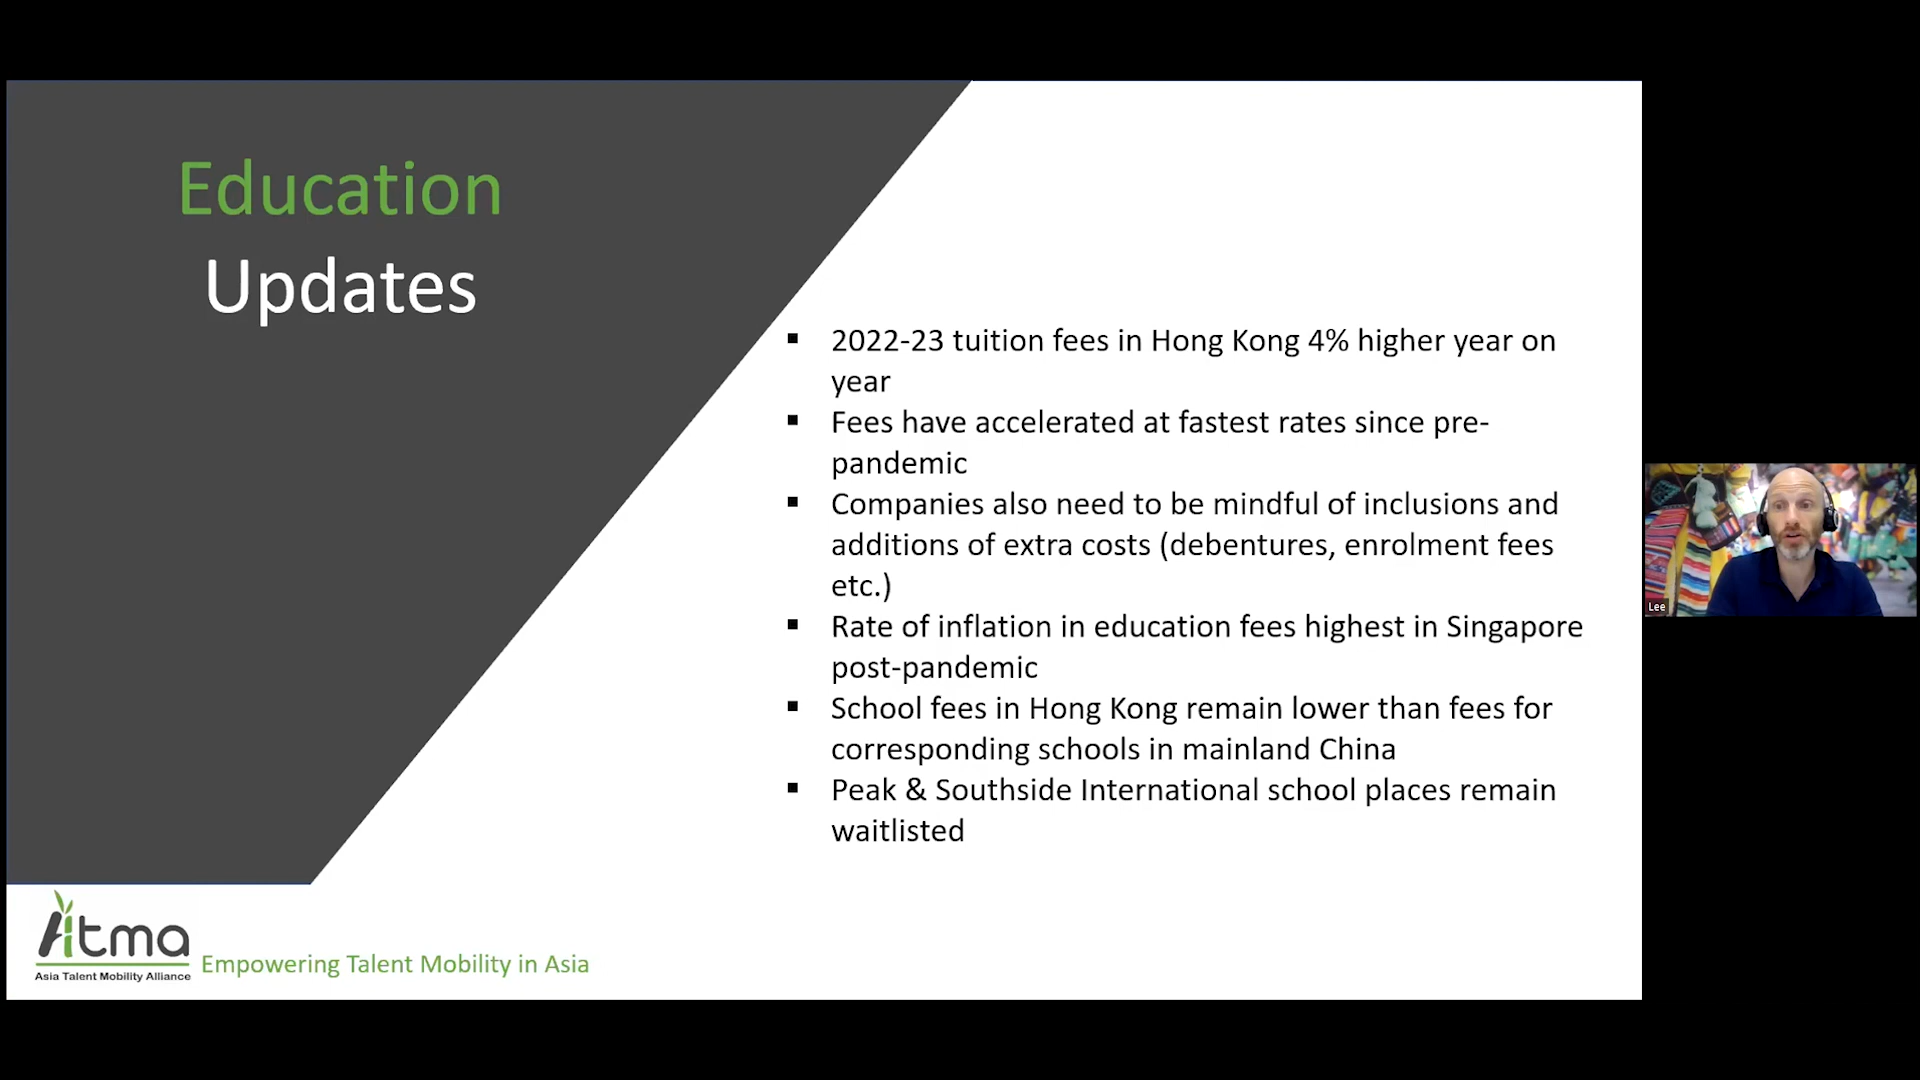 Education
Updates
▪ 2022-23 tuition fees in Hong Kong 4% higher year on
year
▪ Fees have accelerated at fastest rates since pre-
pandemic
▪ Companies also need to be mindful of inclusions and
additions of extra costs (debentures, enrolment fees
etc.)
▪ Rate of inflation in education fees highest in Singapore
post-pandemic
▪ School fees in Hong Kong remain lower than fees for
corresponding schools in mainland China
▪ Peak & Southside International school places remain
waitlisted
Atma
Asia Talent Mobility Alliance
Empowering Talent Mobility in Asia
Lee